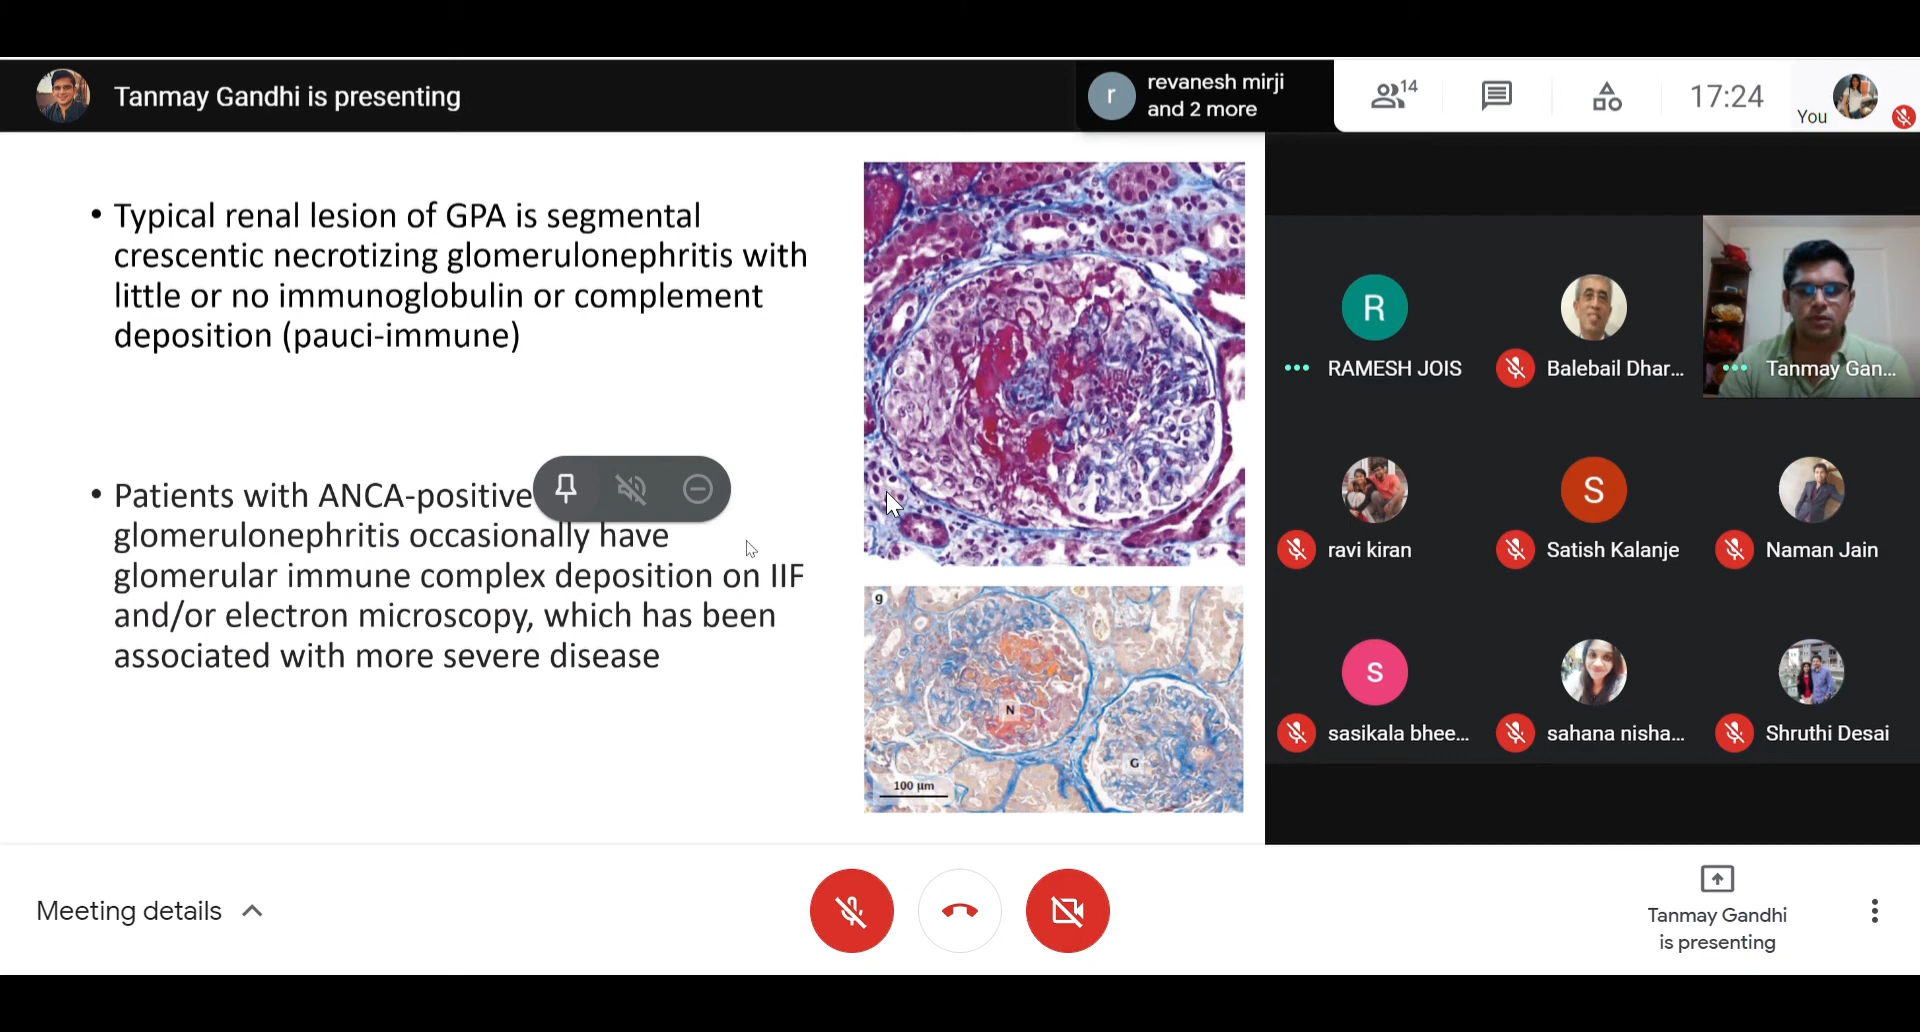 Tanmay Gandhi is presenting
r
revanesh mirji
and 2 more
14
17:24
You
• Typical renal lesion of GPA is segmental
crescentic necrotizing glomerulonephritis with
little or no immunoglobulin or complement
deposition (pauci-immune)
• Patients with ANCA-positive
glomerulonephritis occasionally have
glomerular immune complex deposition on IIF
and/or electron microscopy, which has been
associated with more severe disease
g
N
G
100 µm
R
RAMESH JOIS
Balebail Dhar...
Tanmay Gan...
ravi kiran
S
Satish Kalanje
Naman Jain
s
sasikala bhee...
sahana nisha...
Shruthi Desai
Meeting details
Tanmay Gandhi
is presenting